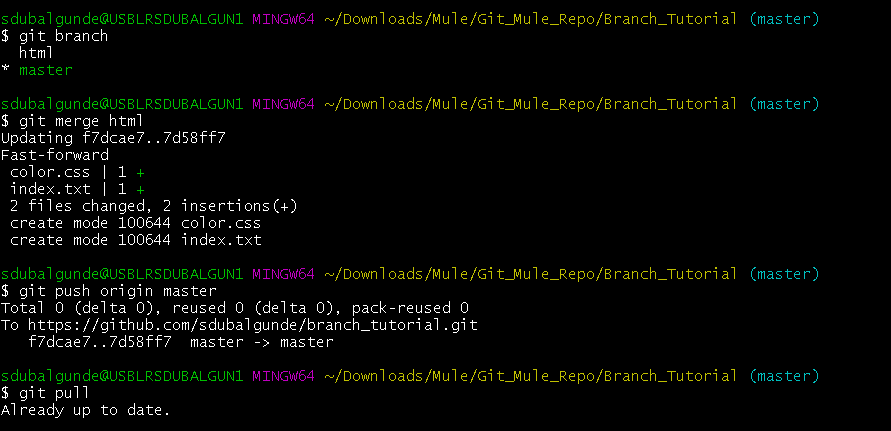 sdubalgunde@USBLRSDUBALGUN1 MINGW64 ~/Downloads/Mule/Git_Mule_Repo/Branch_Tutorial (master)
$ git branch
  html
* master
sdubalgunde@USBLRSDUBALGUN1 MINGW64 ~/Downloads/Mule/Git_Mule_Repo/Branch_Tutorial (master)
$ git merge html
Updating f7dcae7..7d58ff7
Fast-forward
 color.css | 1 +
 index.txt | 1 +
 2 files changed, 2 insertions(+)
 create mode 100644 color.css
 create mode 100644 index.txt
sdubalgunde@USBLRSDUBALGUN1 MINGW64 ~/Downloads/Mule/Git_Mule_Repo/Branch_Tutorial (master)
$ git push origin master
Total 0 (delta 0), reused 0 (delta 0), pack-reused 0
To https://github.com/sdubalgunde/branch_tutorial.git
   f7dcae7..7d58ff7  master -> master
sdubalgunde@USBLRSDUBALGUN1 MINGW64 ~/Downloads/Mule/Git_Mule_Repo/Branch_Tutorial (master)
$ git pull
Already up to date.